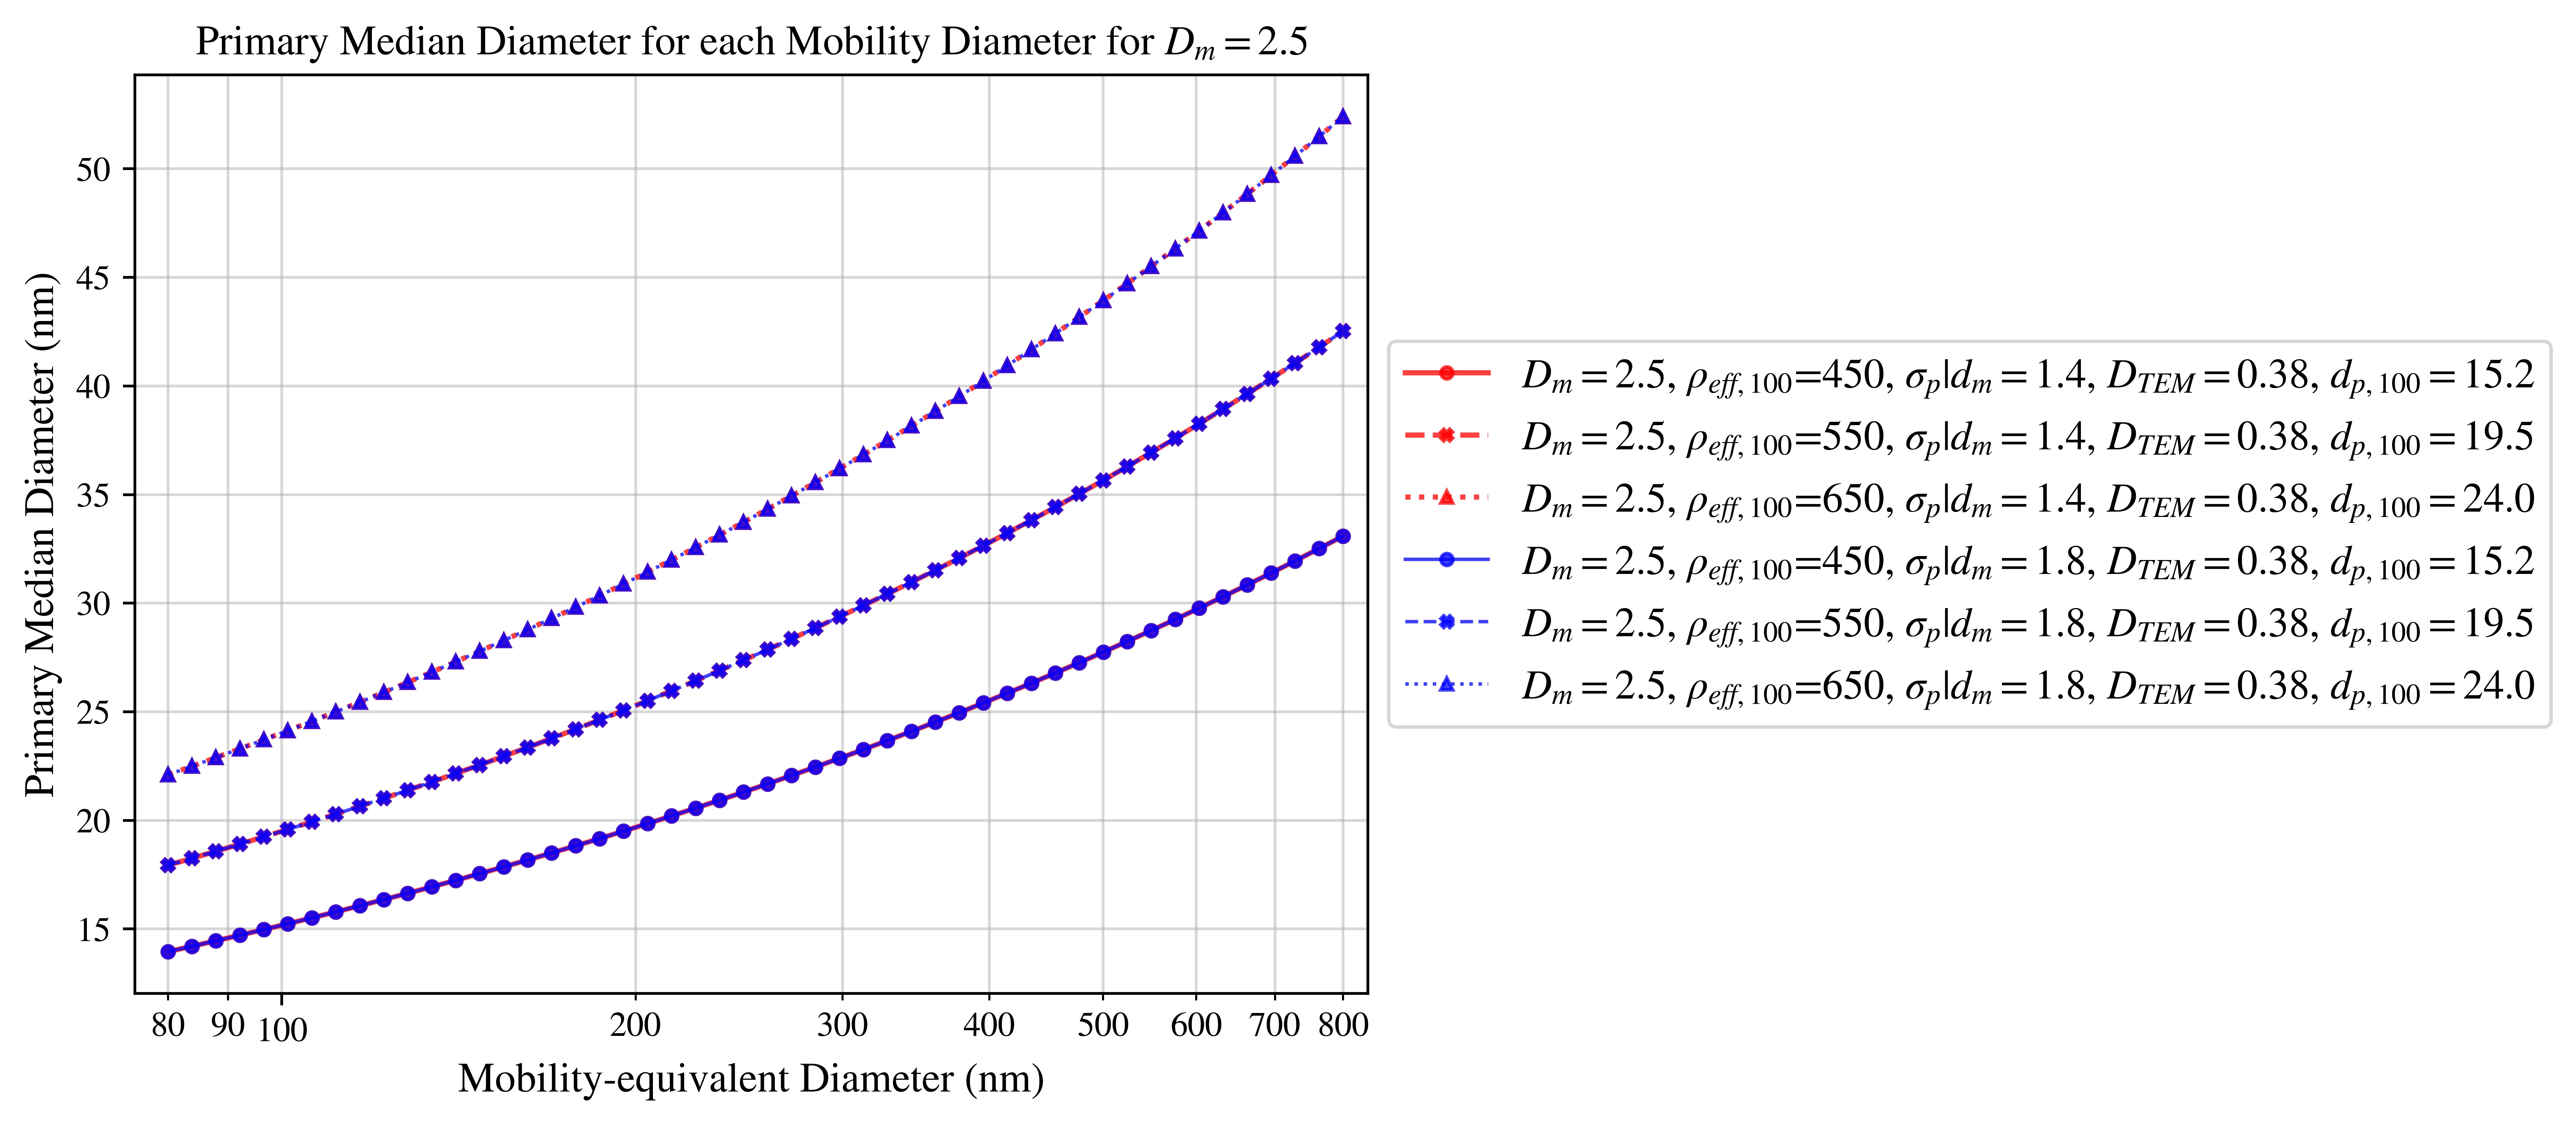 Primary Median Diameter for each Mobility Diameter for Dₘ = 2.5
Primary Median Diameter (nm)
50
45
40
35
30
25
20
15
80 90 100 200 300 400 500 600 700 800
Mobility-equivalent Diameter (nm)
D_m = 2.5, ρ_eff,100=450, σ_p|d_m = 1.4, D_TEM = 0.38, d_p,100 = 15.2
D_m = 2.5, ρ_eff,100=550, σ_p|d_m = 1.4, D_TEM = 0.38, d_p,100 = 19.5
D_m = 2.5, ρ_eff,100=650, σ_p|d_m = 1.4, D_TEM = 0.38, d_p,100 = 24.0
D_m = 2.5, ρ_eff,100=450, σ_p|d_m = 1.8, D_TEM = 0.38, d_p,100 = 15.2
D_m = 2.5, ρ_eff,100=550, σ_p|d_m = 1.8, D_TEM = 0.38, d_p,100 = 19.5
D_m = 2.5, ρ_eff,100=650, σ_p|d_m = 1.8, D_TEM = 0.38, d_p,100 = 24.0